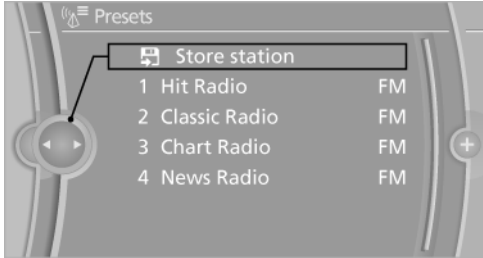 Presets
Store station
1 Hit Radio FM
2 Classic Radio FM
3 Chart Radio FM
4 News Radio FM